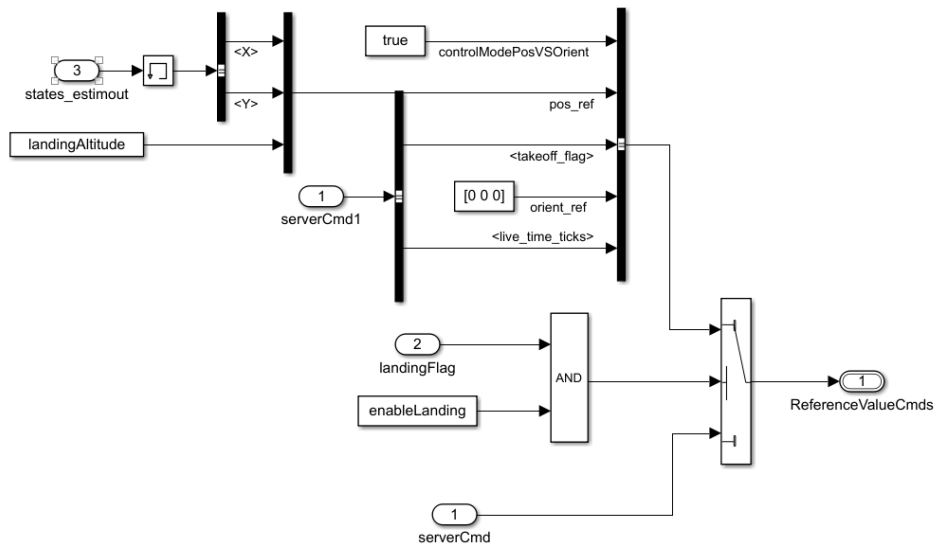 true
controlModePosVSOrient
<X>
3
states_estimout
<Y>
pos_ref
landingAltitude
<takeoff_flag>
1
serverCmd1
[0 0 0]
orient_ref
<live_time_ticks>
2
landingFlag
AND
enableLanding
1
ReferenceValueCmds
1
serverCmd